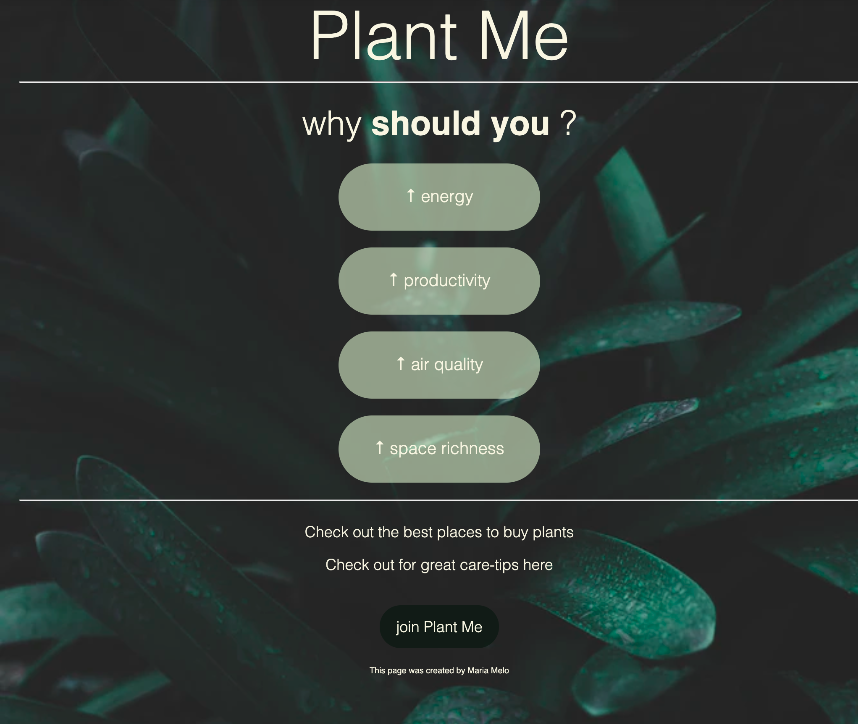 Plant Me
why should you ?
↑ energy
↑ productivity
↑ air quality
↑ space richness
Check out the best places to buy plants
Check out for great care-tips here
join Plant Me
This page was created by Maria Melo